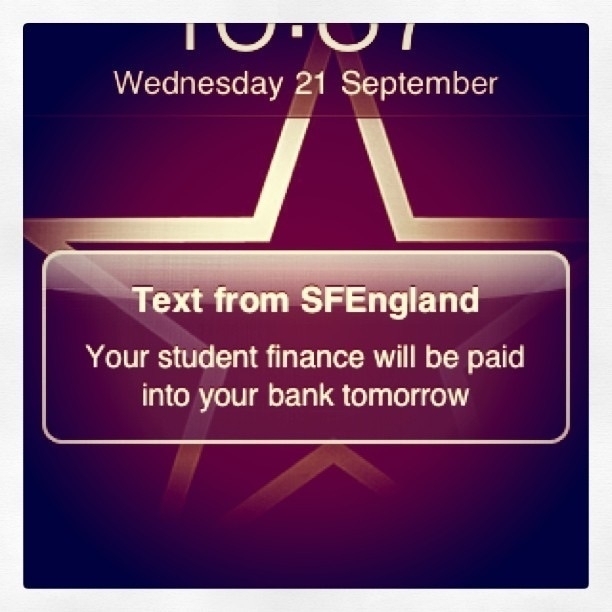 Wednesday 21 September
Text from SFEngland
Your student finance will be paid
into your bank tomorrow